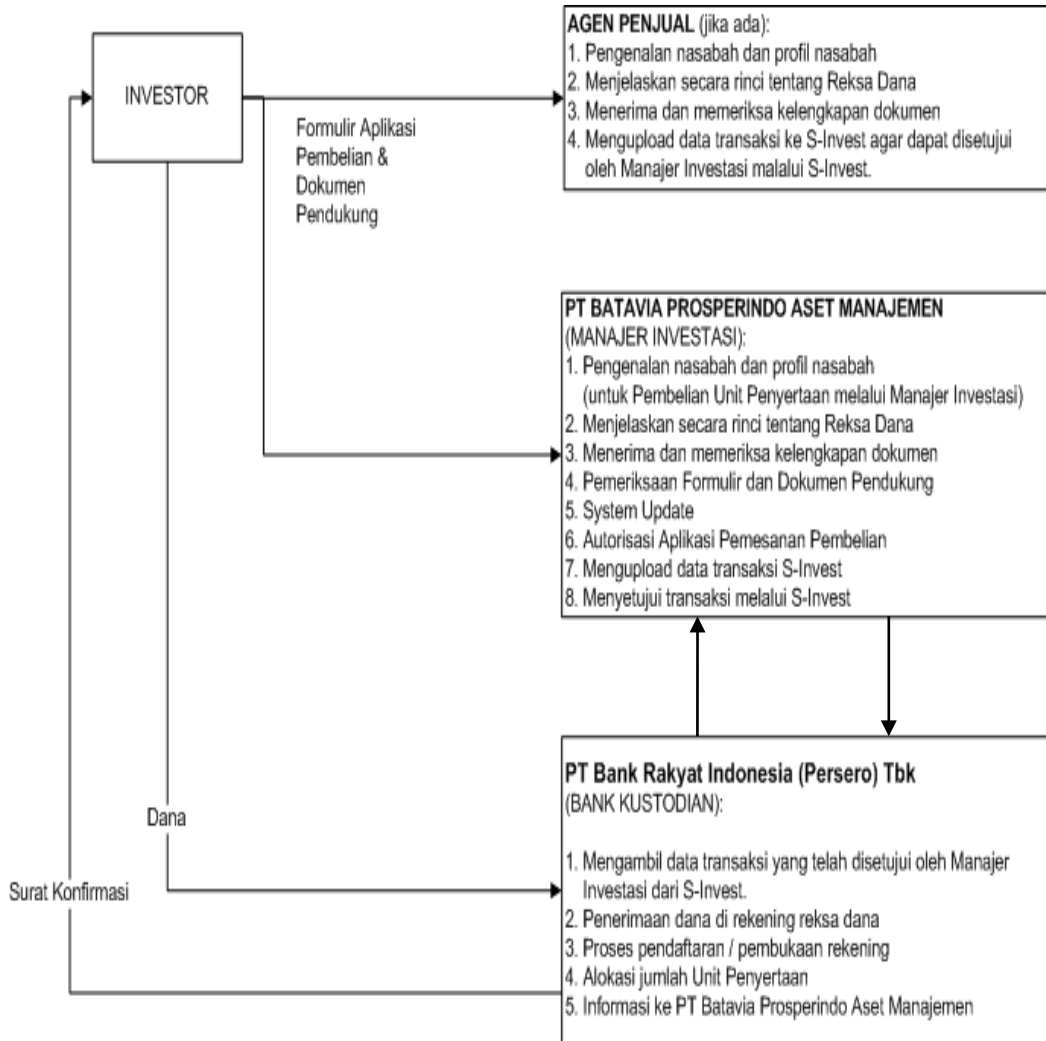 INVESTOR
Formulir Aplikasi
Pembelian &
Dokumen
Pendukung
AGEN PENJUAL (jika ada):
1. Pengenalan nasabah dan profil nasabah
2. Menjelaskan secara rinci tentang Reksa Dana
3. Menerima dan memeriksa kelengkapan dokumen
4. Mengupload data transaksi ke S-Invest agar dapat disetujui
oleh Manajer Investasi malalui S-Invest.
PT BATAVIA PROSPERINDO ASET MANAJEMEN
(MANAJER INVESTASI):
1. Pengenalan nasabah dan profil nasabah
(untuk Pembelian Unit Penyertaan melalui Manajer Investasi)
2. Menjelaskan secara rinci tentang Reksa Dana
3. Menerima dan memeriksa kelengkapan dokumen
4. Pemeriksaan Formulir dan Dokumen Pendukung
5. System Update
6. Autorisasi Aplikasi Pemesanan Pembelian
7. Mengupload data transaksi S-Invest
8. Menyetujui transaksi melalui S-Invest
PT Bank Rakyat Indonesia (Persero) Tbk
(BANK KUSTODIAN):
1. Mengambil data transaksi yang telah disetujui oleh Manajer
Investasi dari S-Invest.
2. Penerimaan dana di rekening reksa dana
3. Proses pendaftaran / pembukaan rekening
4. Alokasi jumlah Unit Penyertaan
5. Informasi ke PT Batavia Prosperindo Aset Manajemen
Dana
Surat Konfirmasi